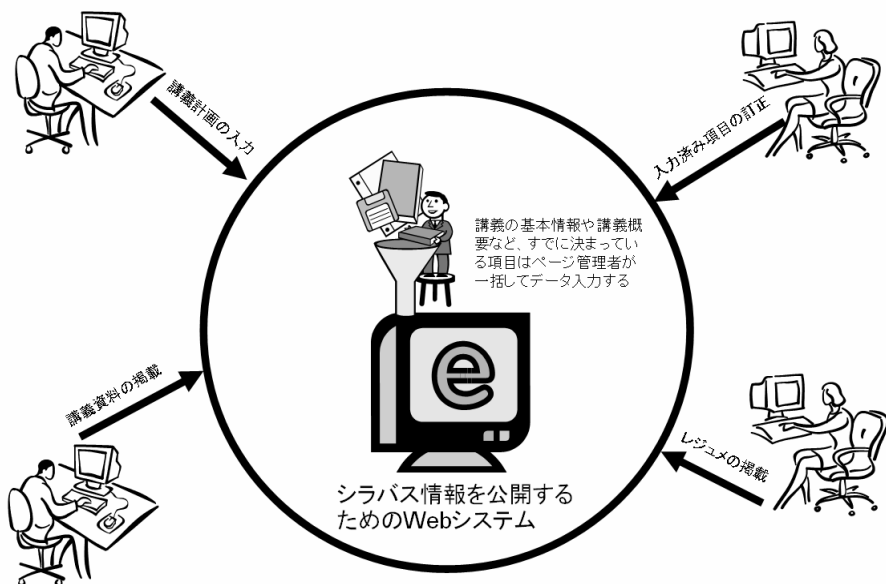 講義計画の入力
入力済み項目の訂正
講義の基本情報や講義概
要など、すでに決まってい
る項目はページ管理者が
一括してデータ入力する
e
講義資料の掲載
レジュメの掲載
シラバス情報を公開する
ためのWebシステム